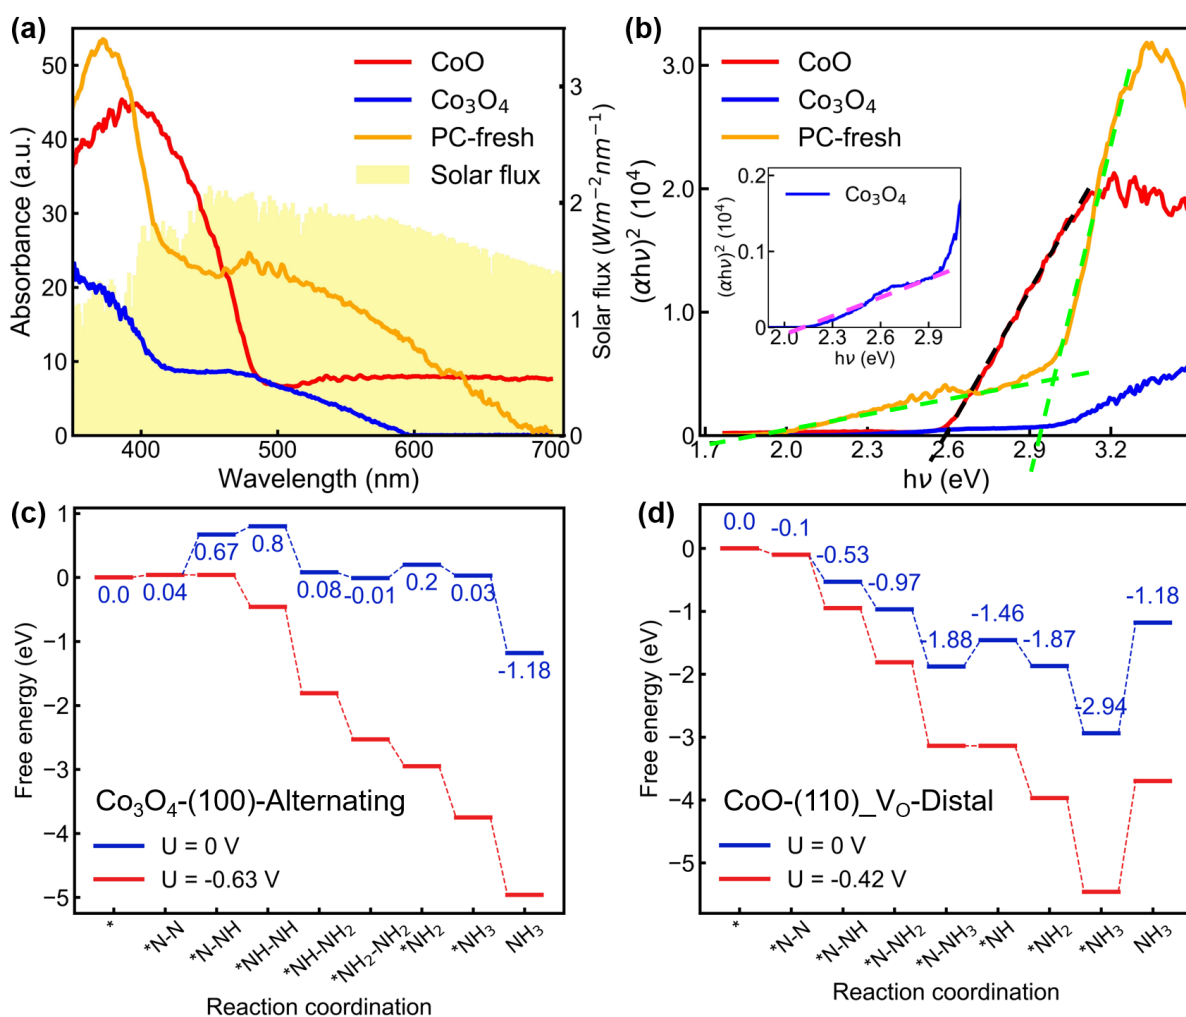 (a)
CoO
Co₃O₄
PC-fresh
Solar flux
Absorbance (a.u.)
50
40
30
20
10
0
3
2
1
0
Solar flux (Wm⁻²nm⁻¹)
400
500
600
700
Wavelength (nm)
(b)
CoO
Co₃O₄
PC-fresh
(αhν)² (10⁴)
3.0
2.0
1.0
0
1.7
2.0
2.3
2.6
2.9
3.2
hν (eV)
Co₃O₄
(αhν)² (10⁴)
0.2
0.1
0
2.0
2.3
2.6
2.9
hν (eV)
(c)
Free energy (eV)
1
0
−1
−2
−3
−4
−5
0.0
0.04
0.67
0.8
0.08
-0.01
0.2
0.03
-1.18
Co₃O₄-(100)-Alternating
U = 0 V
U = -0.63 V
*
*N-N
*N-NH
*NH-NH
*NH-NH₂
*NH₂-NH₂
*NH₂
*NH₃
NH₃
Reaction coordination
(d)
Free energy (eV)
0
−1
−2
−3
−4
−5
0.0
-0.1
-0.53
-0.97
-1.88
-1.46
-1.87
-2.94
-1.18
CoO-(110)_V_O-Distal
U = 0 V
U = -0.42 V
*
*N-N
*N-NH
*N-NH₂
*N-NH₃
*NH
*NH₂
*NH₃
NH₃
Reaction coordination